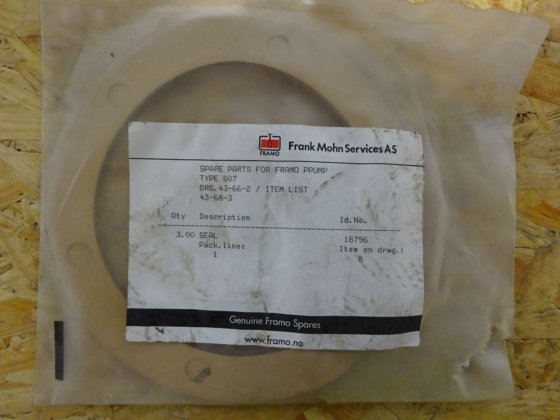 FRAMO
Frank Mohn Services AS
SPARE PARTS FOR FRAMO PPUMP
TYPE 507
DRG.43-66-2 / ITEM LIST
43-68-3
Qty Description Id.No.
3.00 SEAL 18796
Pack.line: Item on drwg.:
1 8
Genuine Framo Spares
www.framo.no